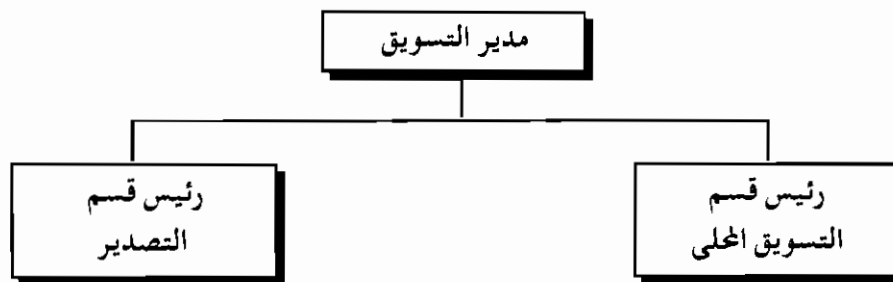 مدير التسويق
رئيس قسم
التسويق المحلى
رئيس قسم
التصدير